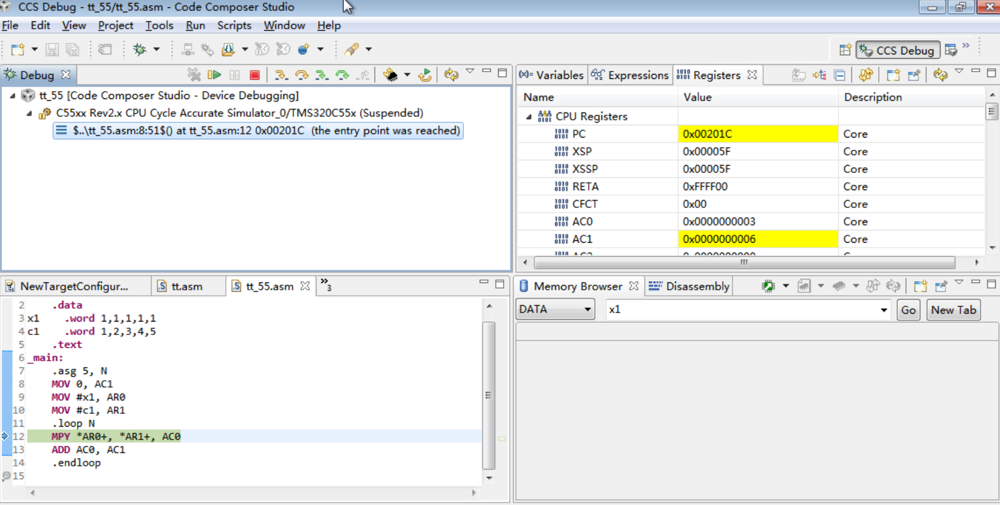 CCS Debug - tt_55/tt_55.asm - Code Composer Studio
File Edit View Project Tools Run Scripts Window Help
CCS Debug
Debug
tt_55 [Code Composer Studio - Device Debugging]
C55xx Rev2.x CPU Cycle Accurate Simulator_0/TMS320C55x (Suspended)
$..\tt_55.asm:8:51$() at tt_55.asm:12 0x00201C (the entry point was reached)
(x)= Variables Expressions Registers
Name Value Description
CPU Registers
PC 0x00201C Core
XSP 0x00005F Core
XSSP 0x00005F Core
RETA 0xFFFF00 Core
CFCT 0x00 Core
AC0 0x0000000003 Core
AC1 0x0000000006 Core
NewTargetConfigur... tt.asm tt_55.asm »3
2 .data
3 x1 .word 1,1,1,1,1
4 c1 .word 1,2,3,4,5
5 .text
6 _main:
7 .asg 5, N
8 MOV 0, AC1
9 MOV #x1, AR0
10 MOV #c1, AR1
11 .loop N
12 MPY *AR0+, *AR1+, AC0
13 ADD AC0, AC1
14 .endloop
15
Memory Browser Disassembly
DATA x1 Go New Tab